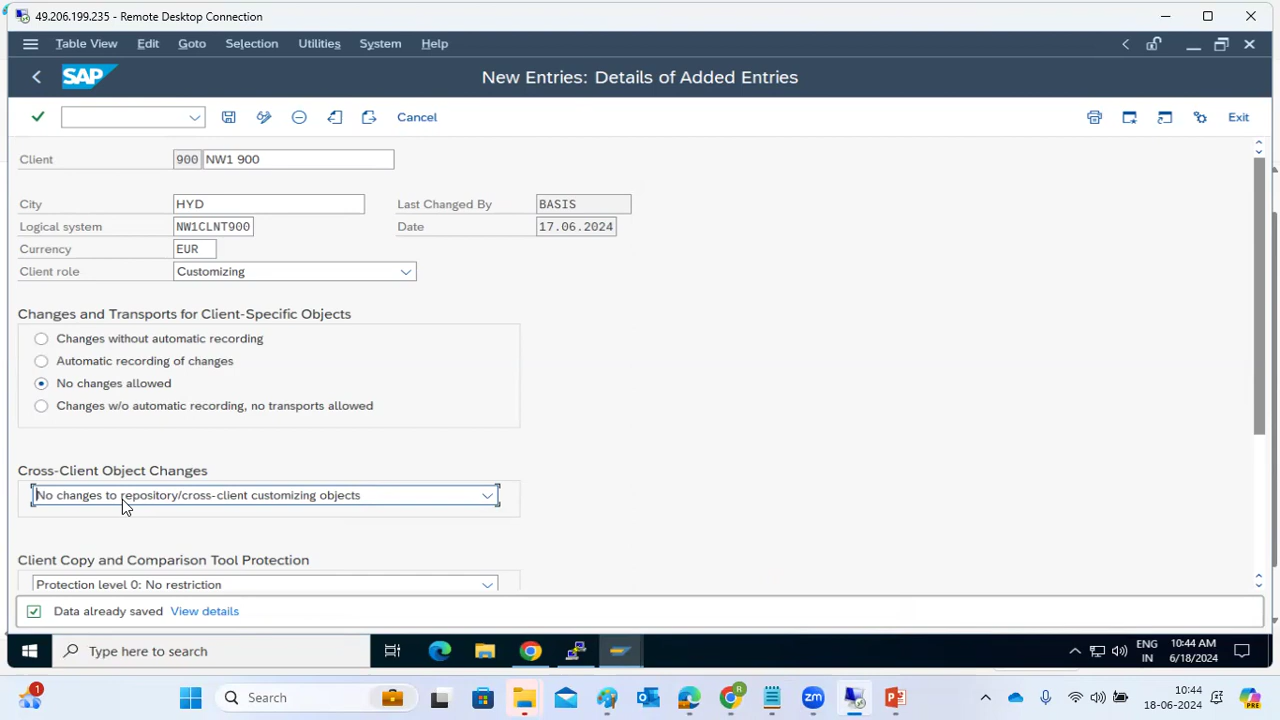 49.206.199.235 - Remote Desktop Connection
Table View Edit Goto Selection Utilities System Help
SAP New Entries: Details of Added Entries
Cancel Exit
Client 900 NW1 900
City HYD Last Changed By BASIS
Logical system NW1CLNT900 Date 17.06.2024
Currency EUR
Client role Customizing
Changes and Transports for Client-Specific Objects
Changes without automatic recording
Automatic recording of changes
No changes allowed
Changes w/o automatic recording, no transports allowed
Cross-Client Object Changes
No changes to repository/cross-client customizing objects
Client Copy and Comparison Tool Protection
Protection level 0: No restriction
Data already saved View details
Type here to search ENG 10:44 AM
IN 6/18/2024
1 Search 10:44
18-06-2024 PRE